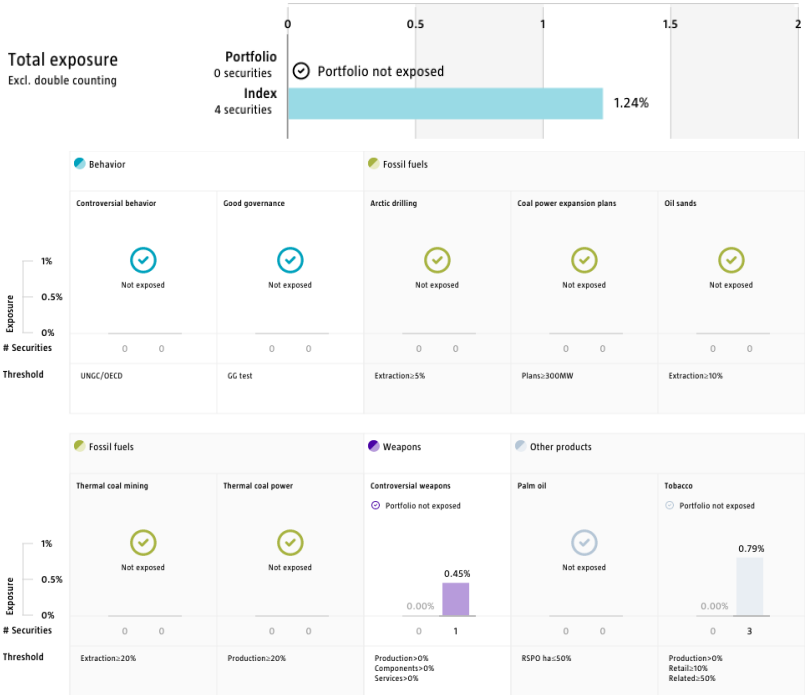 0 0.5 1 1.5 2
Total exposure
Excl. double counting
Portfolio
0 securities
Portfolio not exposed
Index
4 securities
1.24%
Behavior
Fossil fuels
Controversial behavior
Good governance
Arctic drilling
Coal power expansion plans
Oil sands
Exposure
1%
0.5%
0%
Not exposed
Not exposed
Not exposed
Not exposed
Not exposed
# Securities
0 0 0 0 0 0 0 0 0 0
Threshold
UNGC/OECD
GG test
Extraction≥5%
Plans≥300MW
Extraction≥10%
Fossil fuels
Weapons
Other products
Thermal coal mining
Thermal coal power
Controversial weapons
Palm oil
Tobacco
Portfolio not exposed
Portfolio not exposed
Exposure
1%
0.5%
0%
Not exposed
Not exposed
0.00%
0.45%
Not exposed
0.00%
0.79%
# Securities
0 0 0 0 0 1 0 0 0 3
Threshold
Extraction≥20%
Production≥20%
Production>0%
Components>0%
Services>0%
RSPO ha≤50%
Production>0%
Retail≥10%
Related≥50%